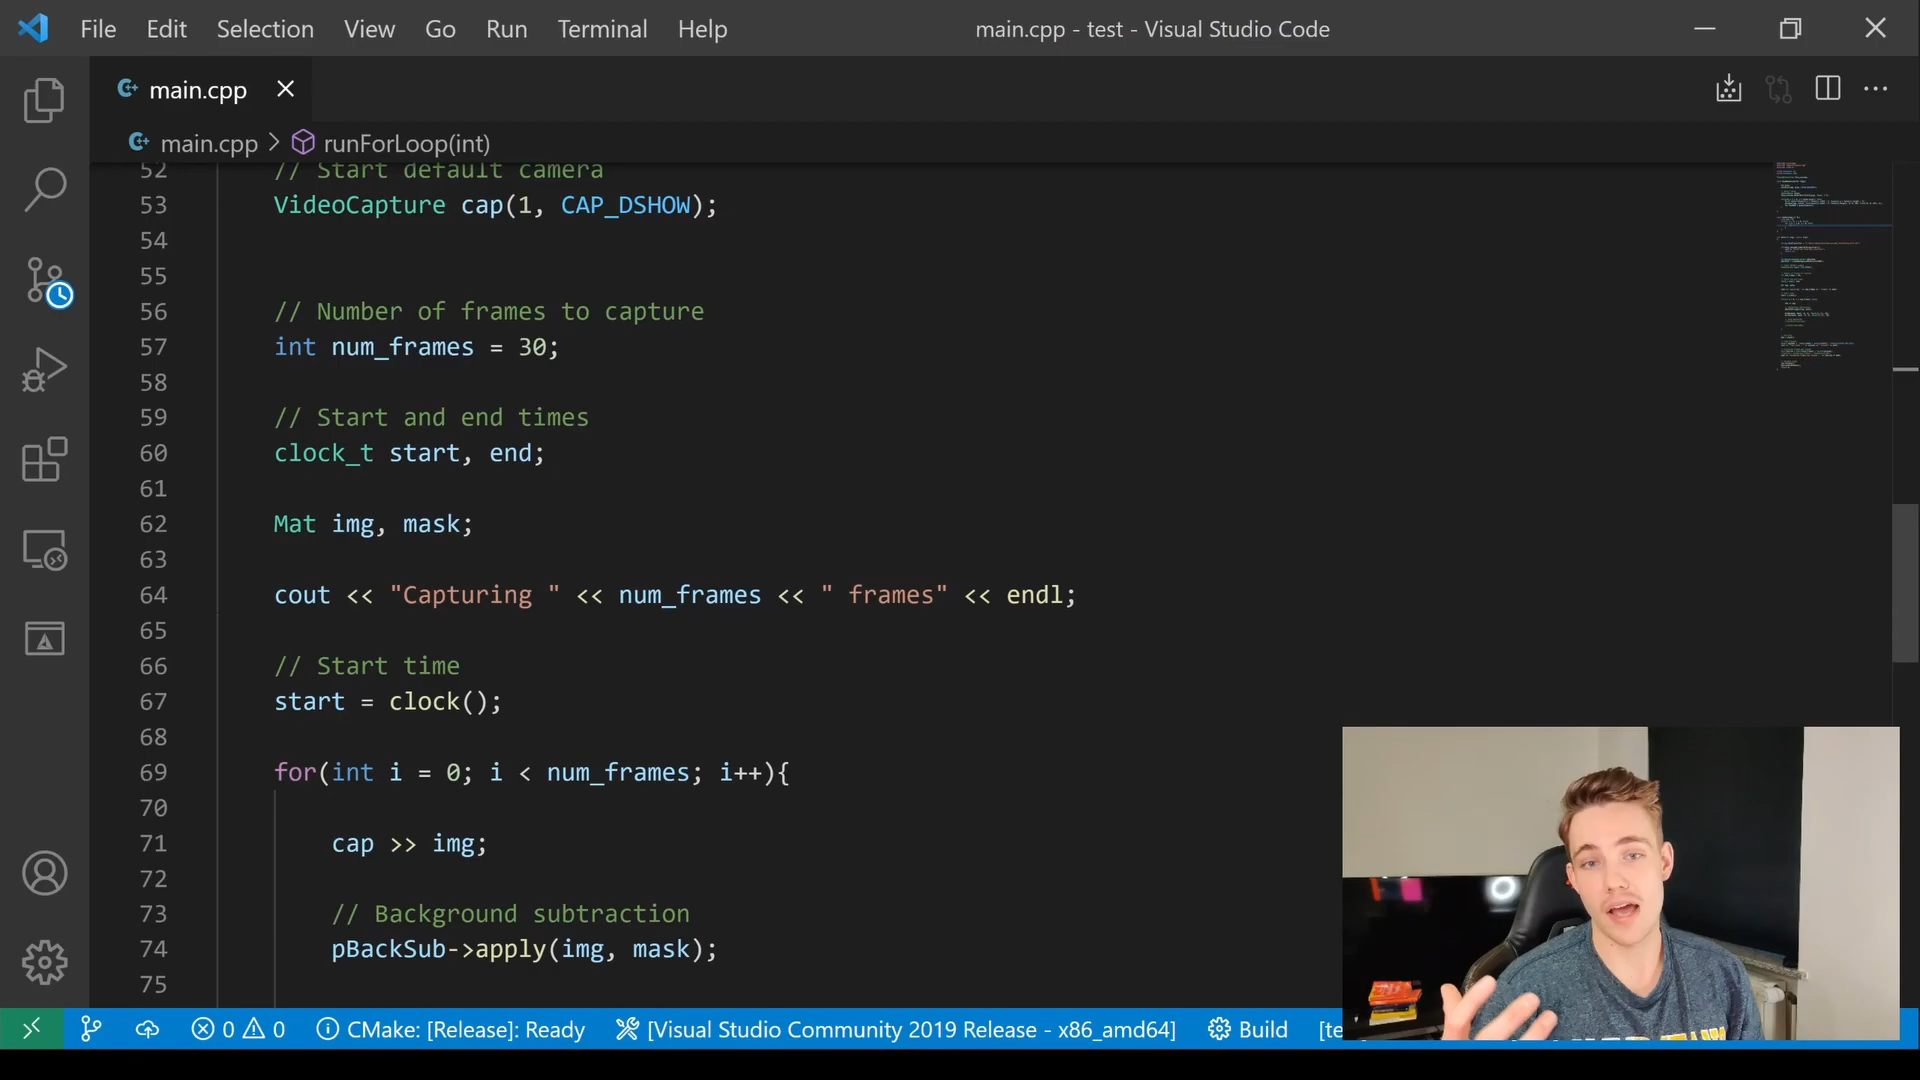 File Edit Selection View Go Run Terminal Help main.cpp - test - Visual Studio Code
main.cpp
main.cpp > runForLoop(int)
52 // Start default camera
53 VideoCapture cap(1, CAP_DSHOW);
54
55
56 // Number of frames to capture
57 int num_frames = 30;
58
59 // Start and end times
60 clock_t start, end;
61
62 Mat img, mask;
63
64 cout << "Capturing " << num_frames << " frames" << endl;
65
66 // Start time
67 start = clock();
68
69 for(int i = 0; i < num_frames; i++){
70
71 cap >> img;
72
73 // Background subtraction
74 pBackSub->apply(img, mask);
75
0 0 CMake: [Release]: Ready [Visual Studio Community 2019 Release - x86_amd64] Build [te